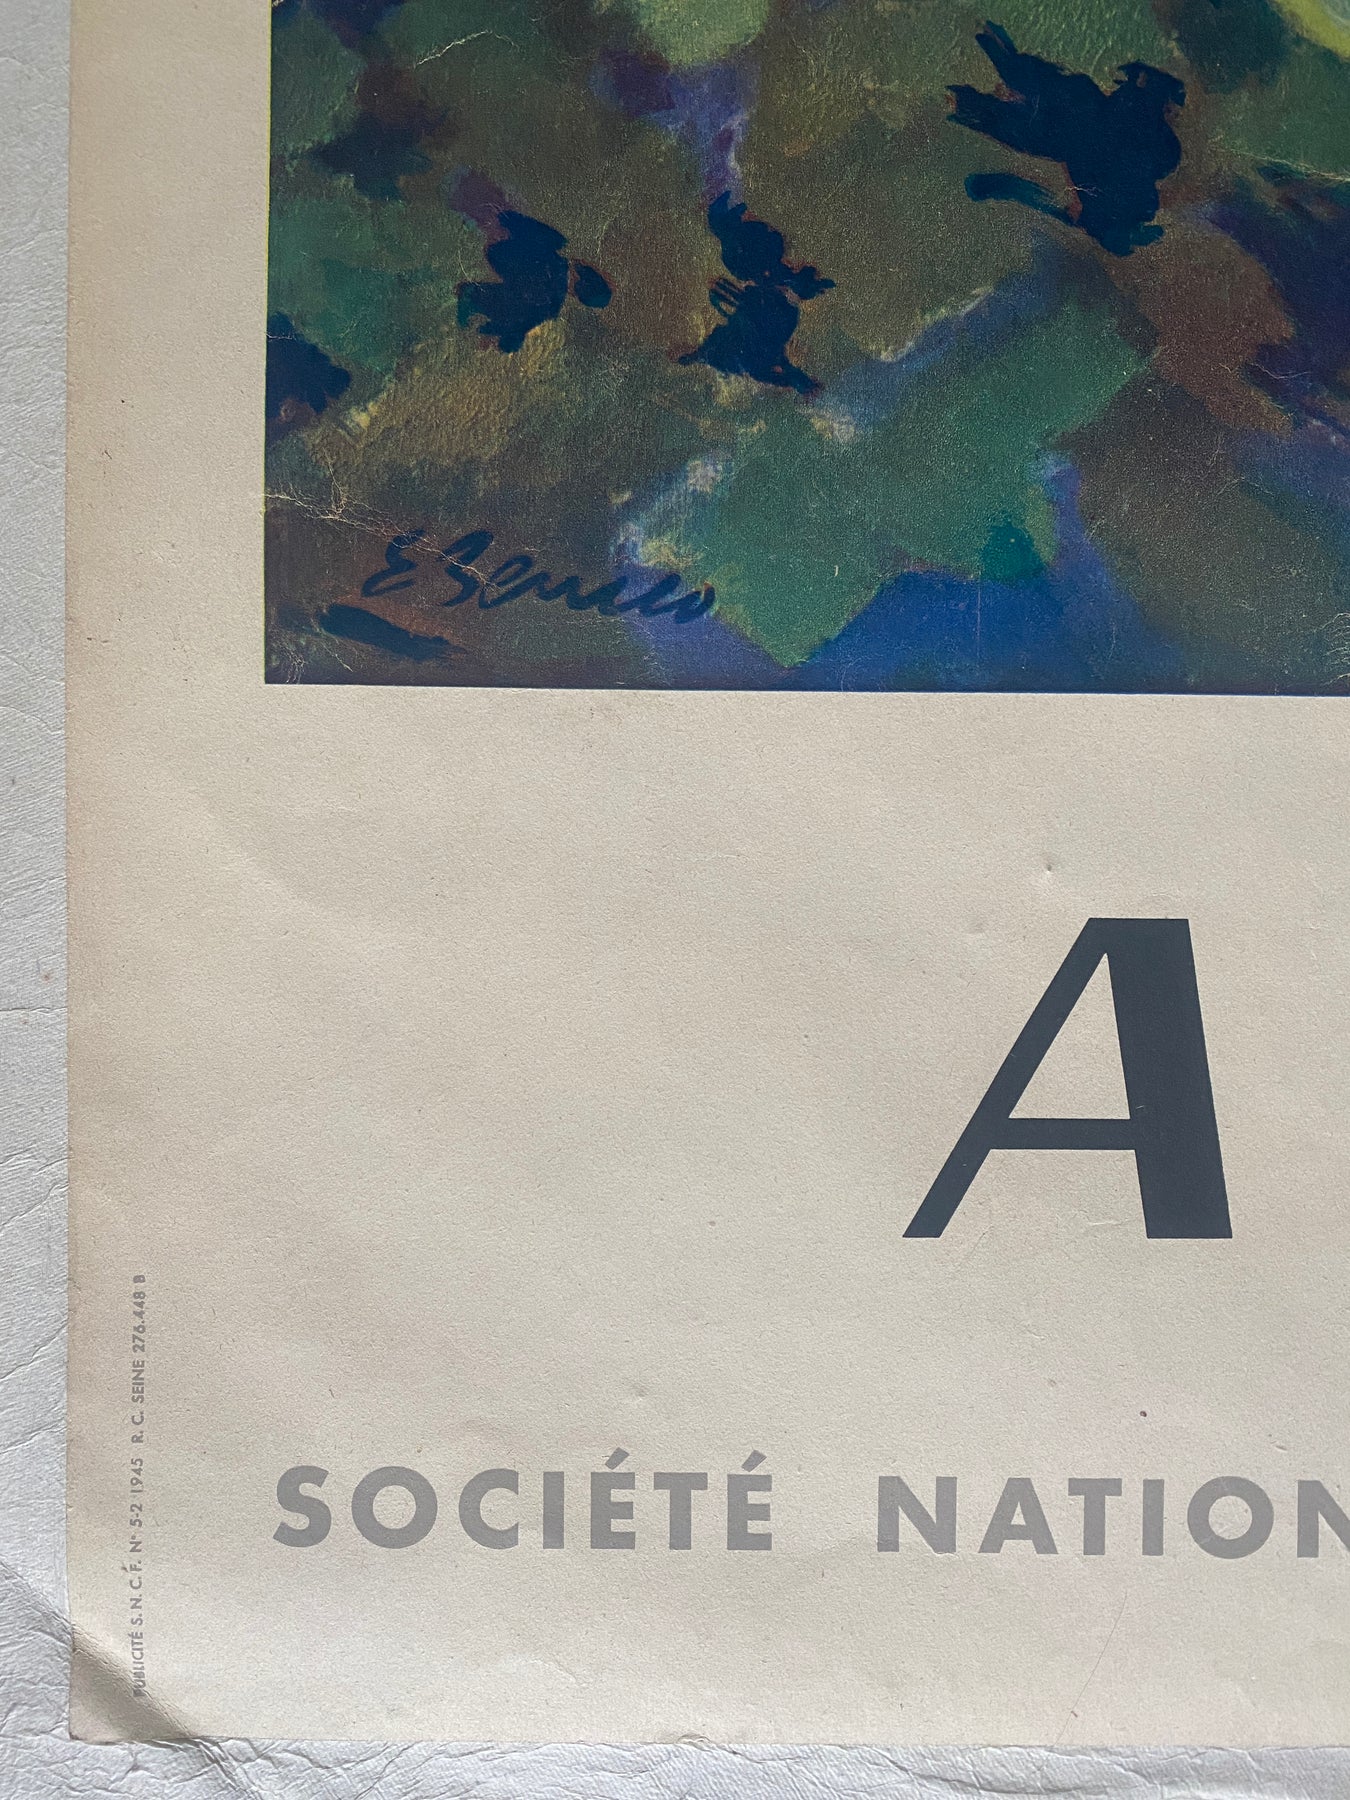 A
SOCIÉTÉ NATION
PUBLICITÉ S. N. C. F. N° 5-2 1945 R. C. SEINE 276.448 B